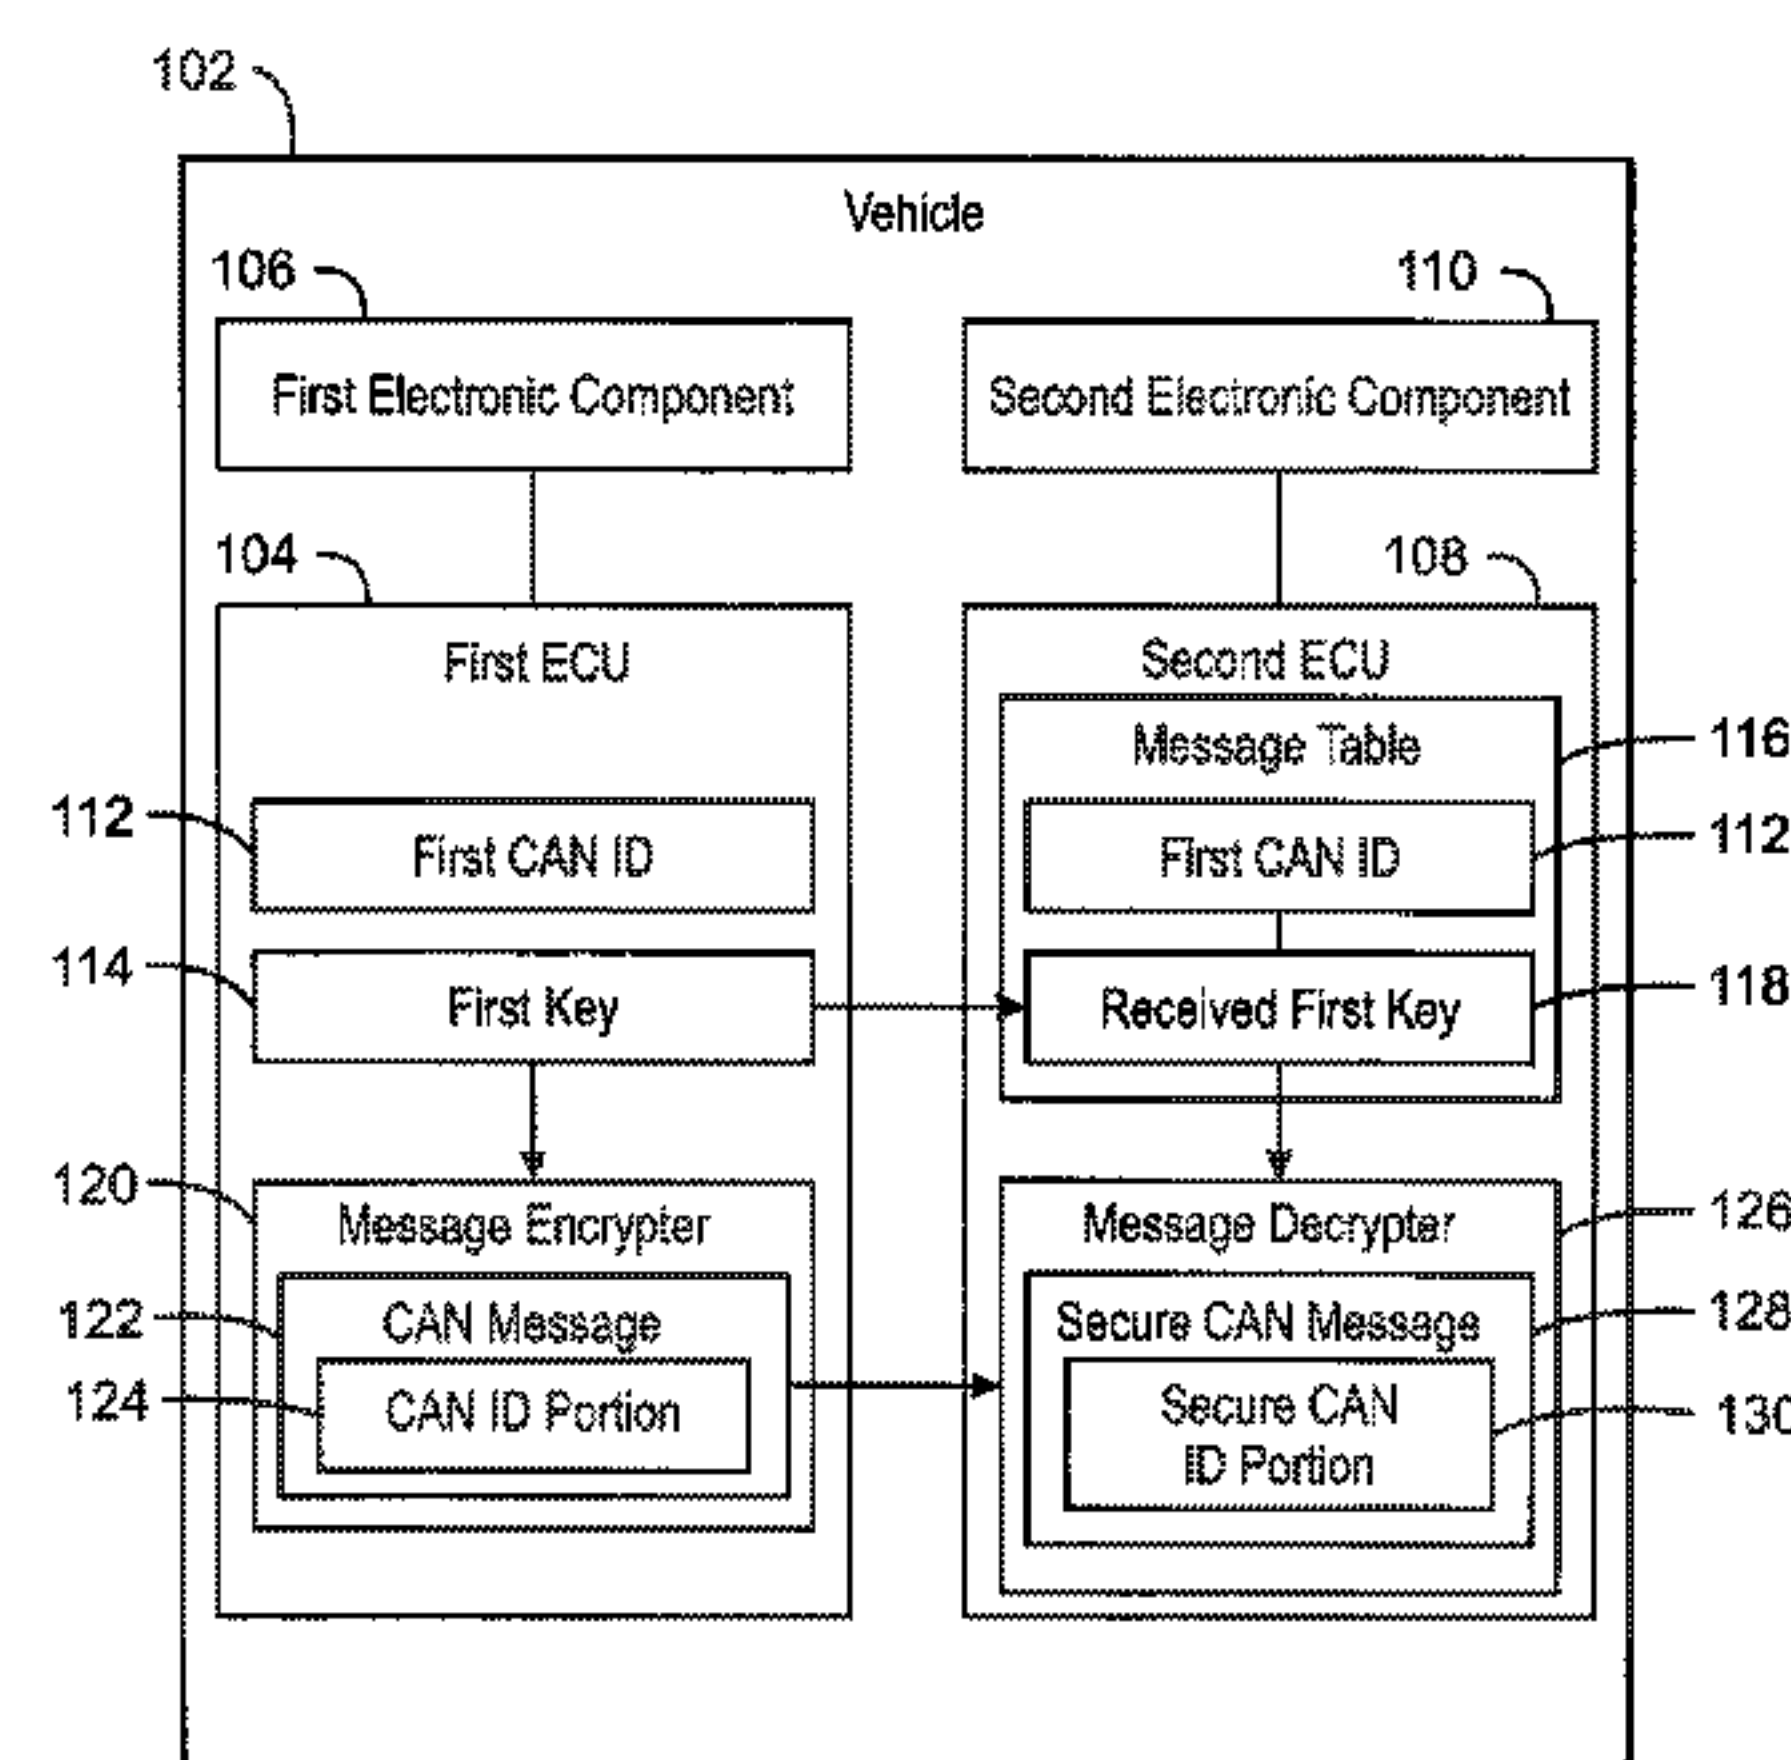 102
Vehicle
106
110
First Electronic Component
Second Electronic Component
104
108
First ECU
Second ECU
Message Table
116
112
First CAN ID
First CAN ID
112
114
First Key
Received First Key
118
120
Message Encrypter
Message Decrypter
126
122
CAN Message
Secure CAN Message
128
124
CAN ID Portion
Secure CAN
ID Portion
130